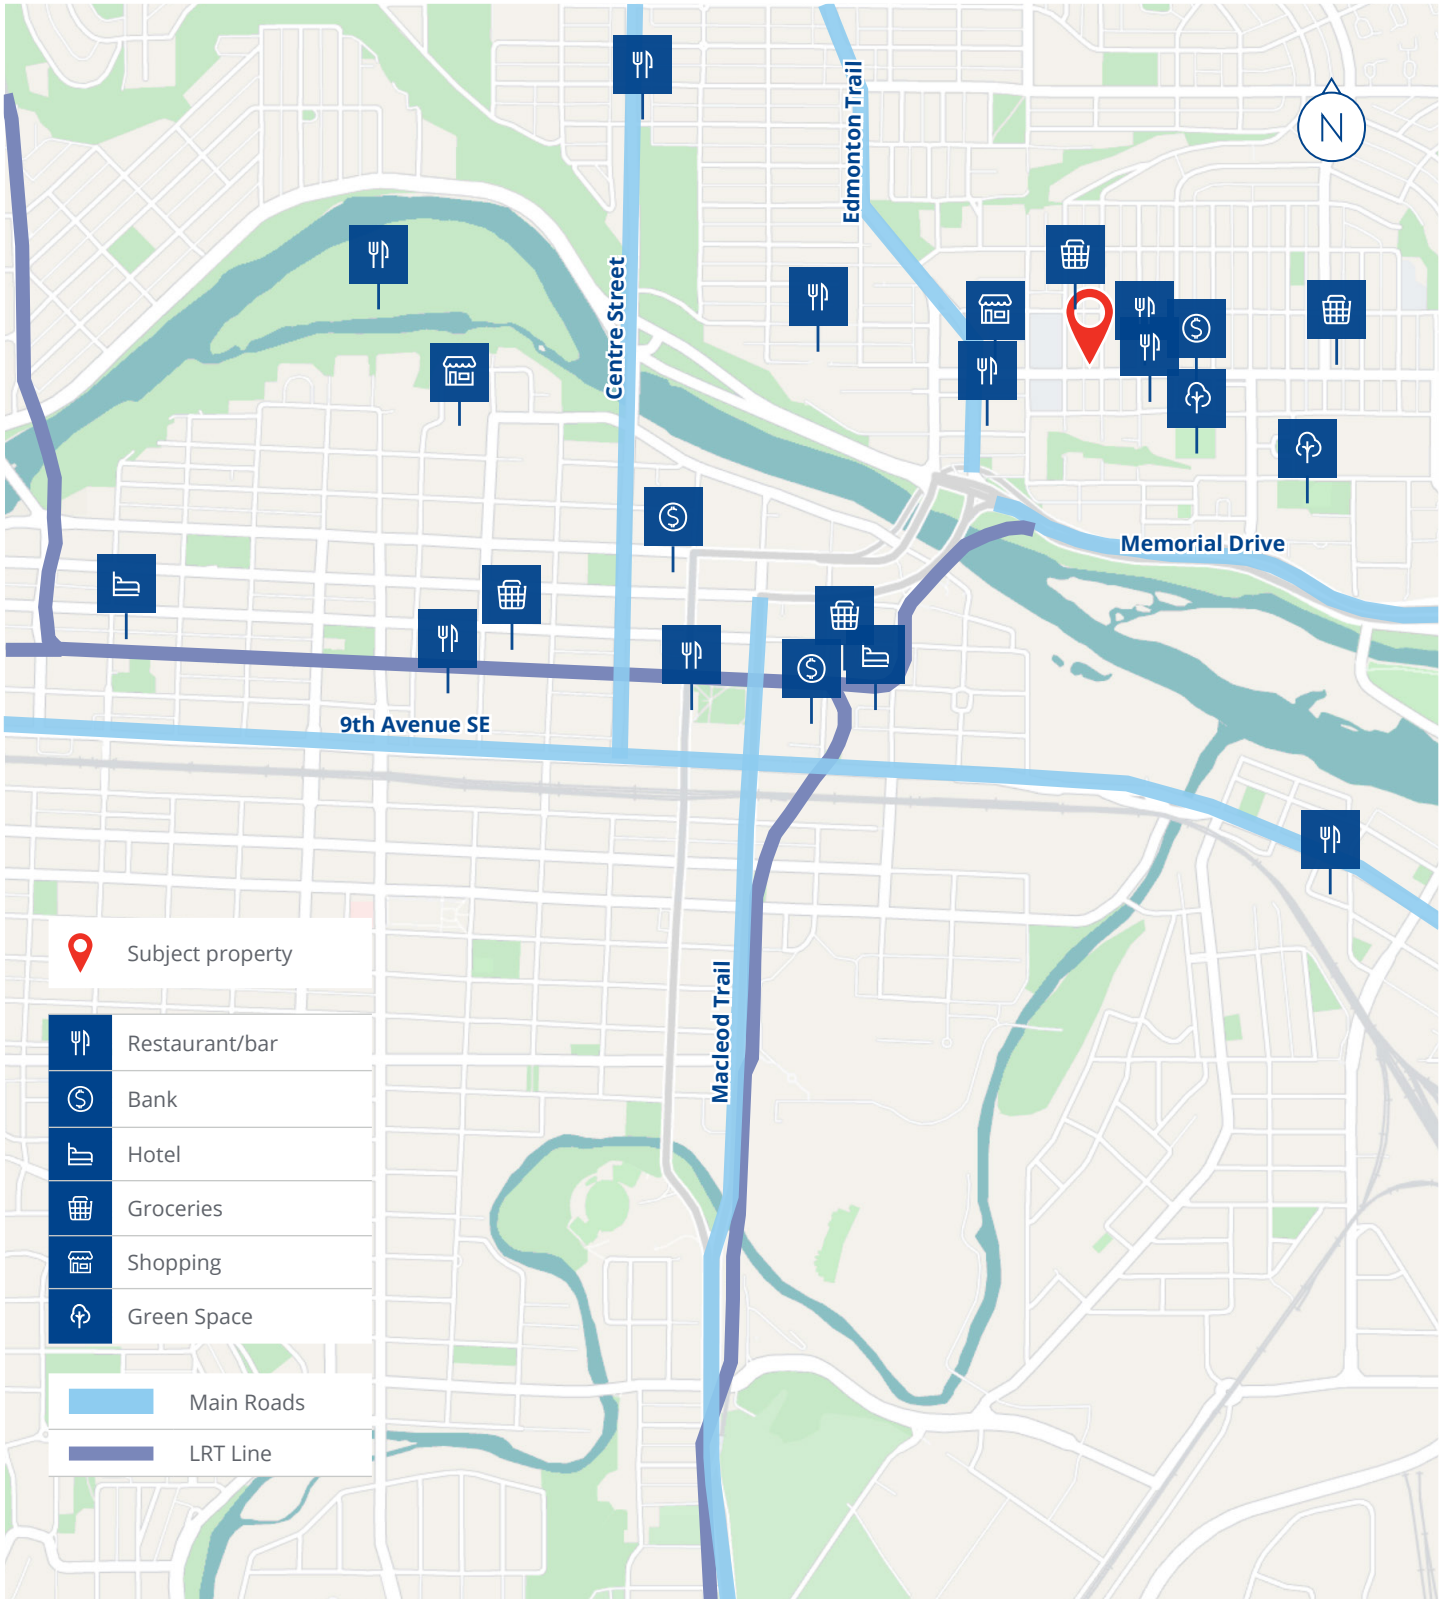 Edmonton Trail
N
Centre Street
Memorial Drive
9th Avenue SE
Macleod Trail
Subject property
Restaurant/bar
Bank
Hotel
Groceries
Shopping
Green Space
Main Roads
LRT Line